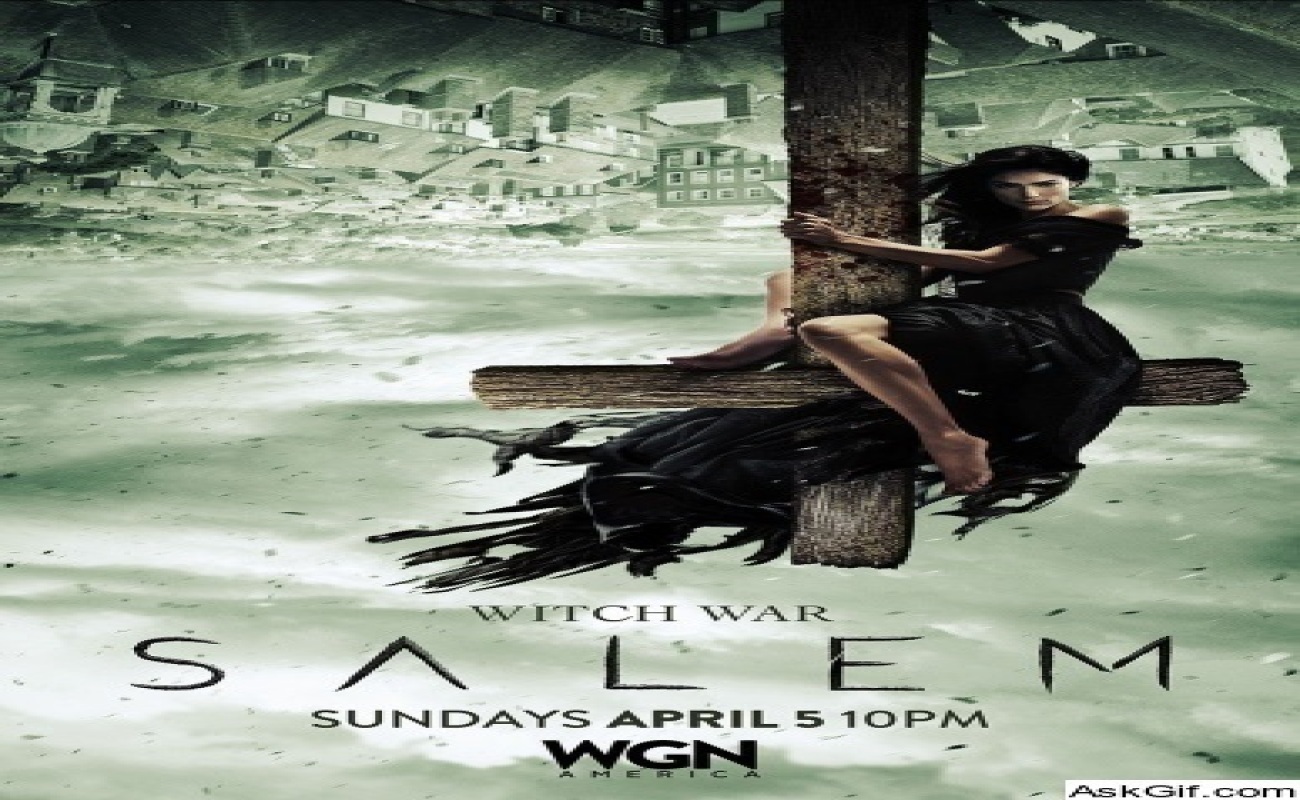 WITCH WAR
SALEM
SUNDAYS APRIL 5 10PM
WGN
AMERICA
AskGif.com